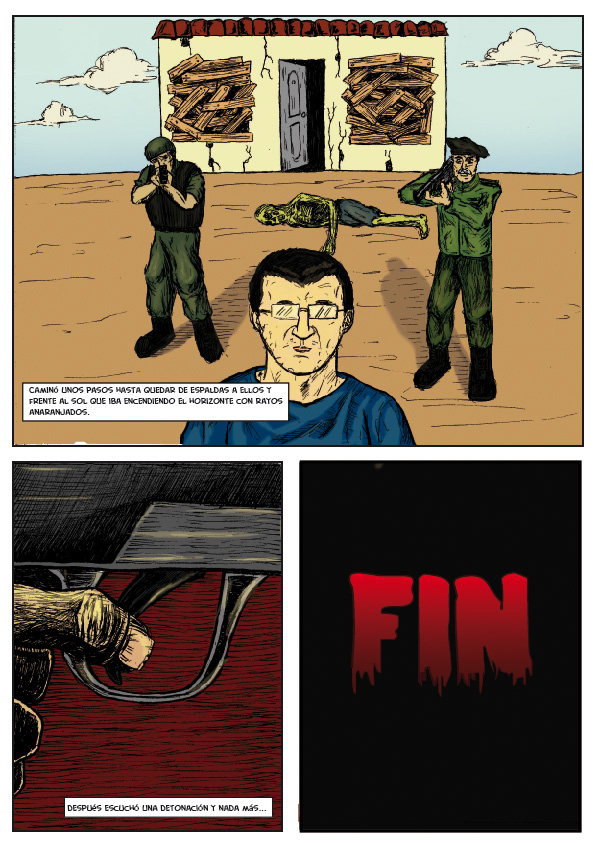 CAMINÓ UNOS PASOS HASTA QUEDAR DE ESPALDAS A ELLOS Y
FRENTE AL SOL QUE IBA ENCENDIENDO EL HORIZONTE CON RAYOS
ANARANJADOS.
DESPUÉS ESCUCHÓ UNA DETONACIÓN Y NADA MÁS...
FIN